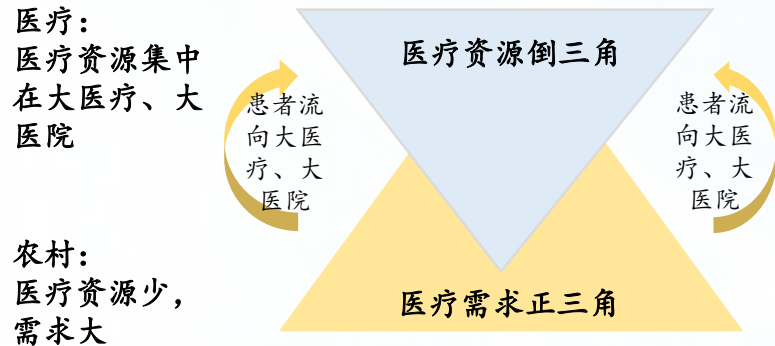 医疗：
医疗资源集中
在大医疗、大
医院
医疗资源倒三角
患者流
向大医
疗、大
医院
患者流
向大医
疗、大
医院
农村：
医疗资源少，
需求大
医疗需求正三角